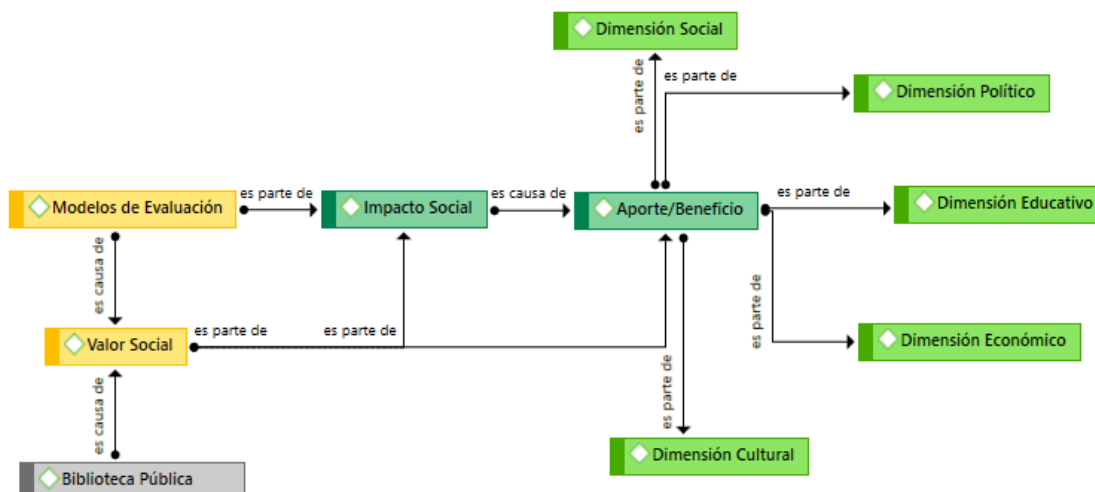 Dimensión Social
es parte de
es parte de
Dimensión Político
Modelos de Evaluación
es parte de
Impacto Social
es causa de
Aporte/Beneficio
es parte de
Dimensión Educativo
es causa de
es parte de
es parte de
es parte de
es parte de
Valor Social
Dimensión Económico
es causa de
Dimensión Cultural
Biblioteca Pública